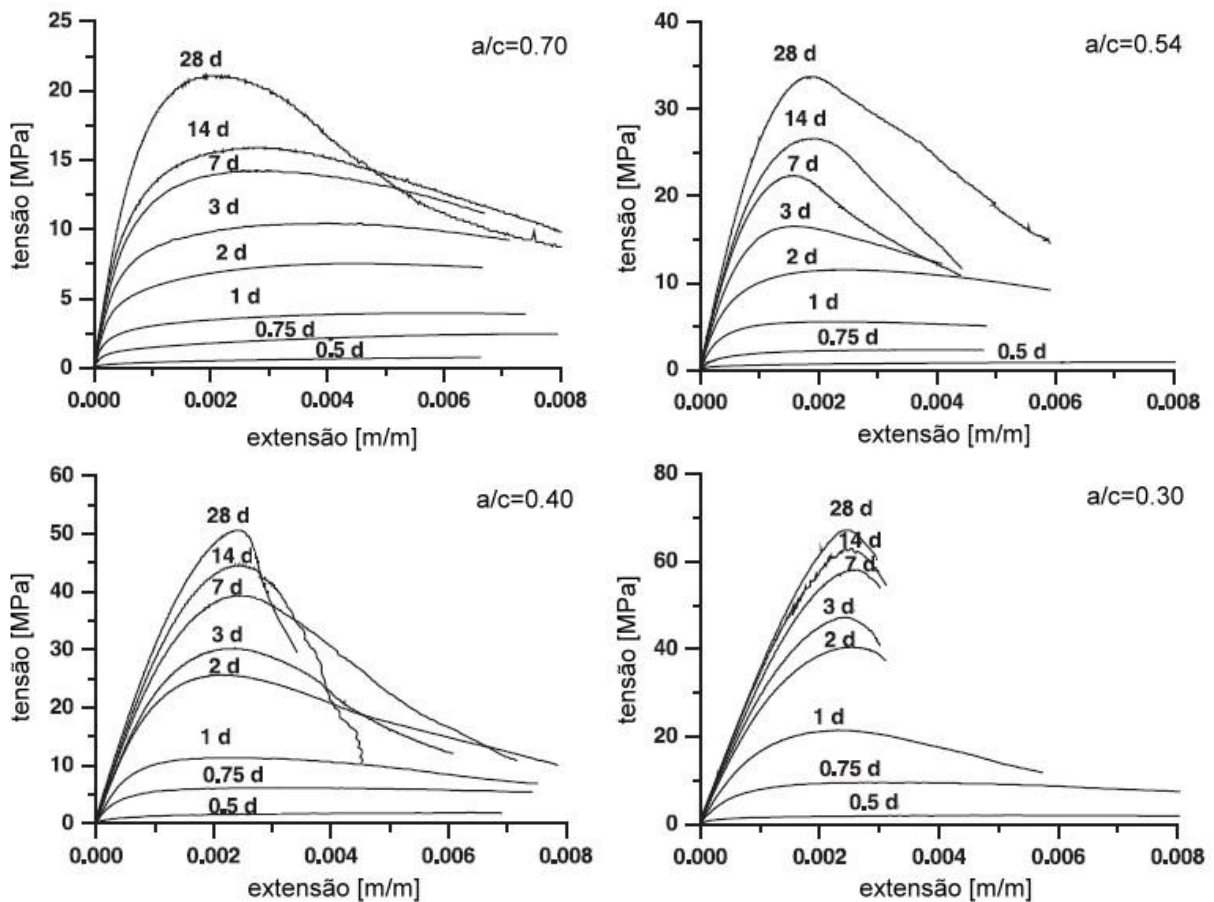 a/c=0.70
tensão [MPa]
25
20
15
10
5
0
28 d
14 d
7 d
3 d
2 d
1 d
0.75 d
0.5 d
0.000 0.002 0.004 0.006 0.008
extensão [m/m]
a/c=0.54
tensão [MPa]
40
30
20
10
0
28 d
14 d
7 d
3 d
2 d
1 d
0.75 d
0.5 d
0.000 0.002 0.004 0.006 0.008
extensão [m/m]
a/c=0.40
tensão [MPa]
60
50
40
30
20
10
0
28 d
14 d
7 d
3 d
2 d
1 d
0.75 d
0.5 d
0.000 0.002 0.004 0.006 0.008
extensão [m/m]
a/c=0.30
tensão [MPa]
80
60
40
20
0
28 d
14 d
7 d
3 d
2 d
1 d
0.75 d
0.5 d
0.000 0.002 0.004 0.006 0.008
extensão [m/m]